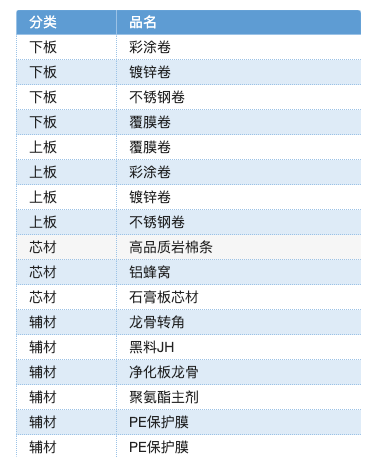 分类 品名
下板 彩涂卷
下板 镀锌卷
下板 不锈钢卷
下板 覆膜卷
上板 覆膜卷
上板 彩涂卷
上板 镀锌卷
上板 不锈钢卷
芯材 高品质岩棉条
芯材 铝蜂窝
芯材 石膏板芯材
辅材 龙骨转角
辅材 黑料JH
辅材 净化板龙骨
辅材 聚氨酯主剂
辅材 PE保护膜
辅材 PE保护膜